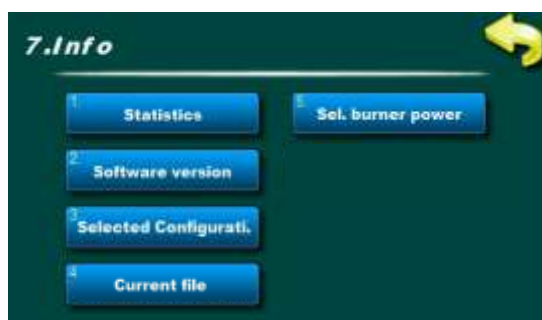 7.Info
1
Statistics
2
Software version
3
Selected Configurati.
4
Current file
5
Sel. burner power